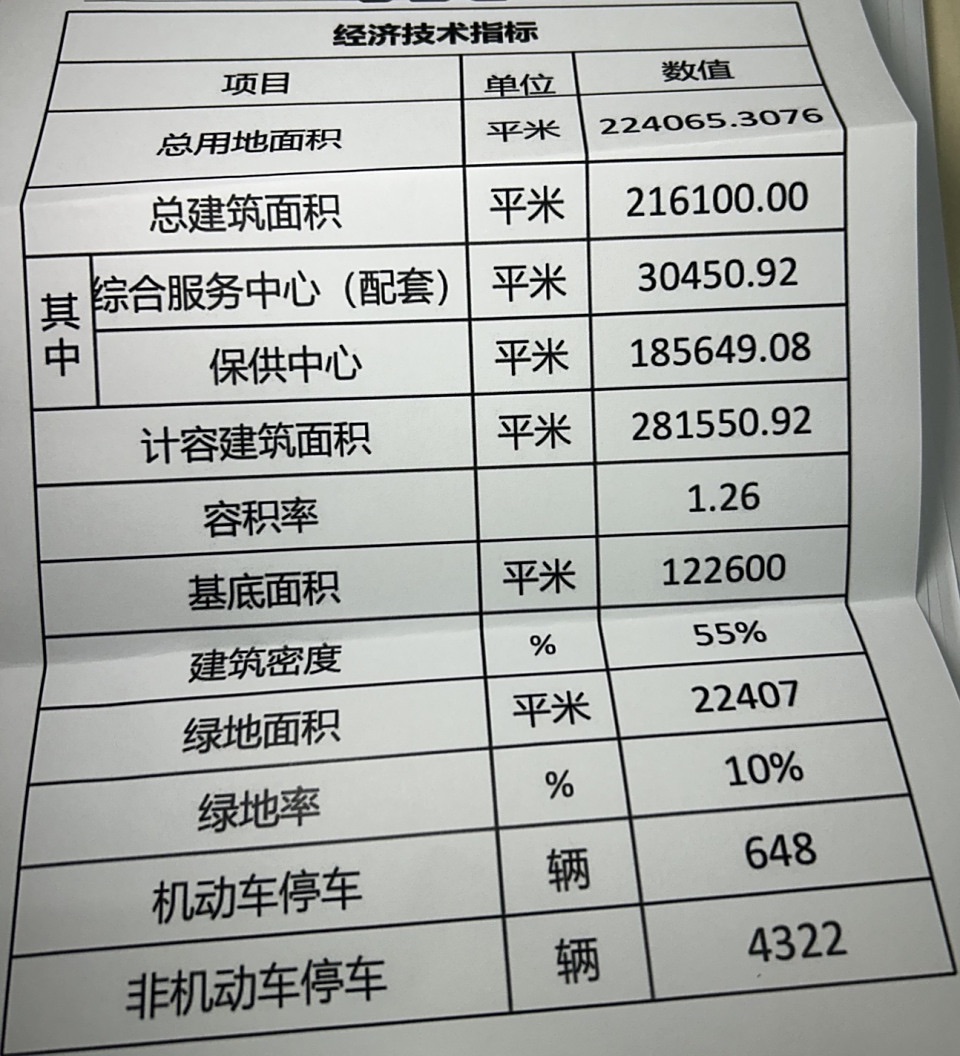 经济技术指标
项目 单位 数值
总用地面积 平米 224065.3076
总建筑面积 平米 216100.00
其中 综合服务中心（配套） 平米 30450.92
保供中心 平米 185649.08
计容建筑面积 平米 281550.92
容积率 1.26
基底面积 平米 122600
建筑密度 % 55%
绿地面积 平米 22407
绿地率 % 10%
机动车停车 辆 648
非机动车停车 辆 4322